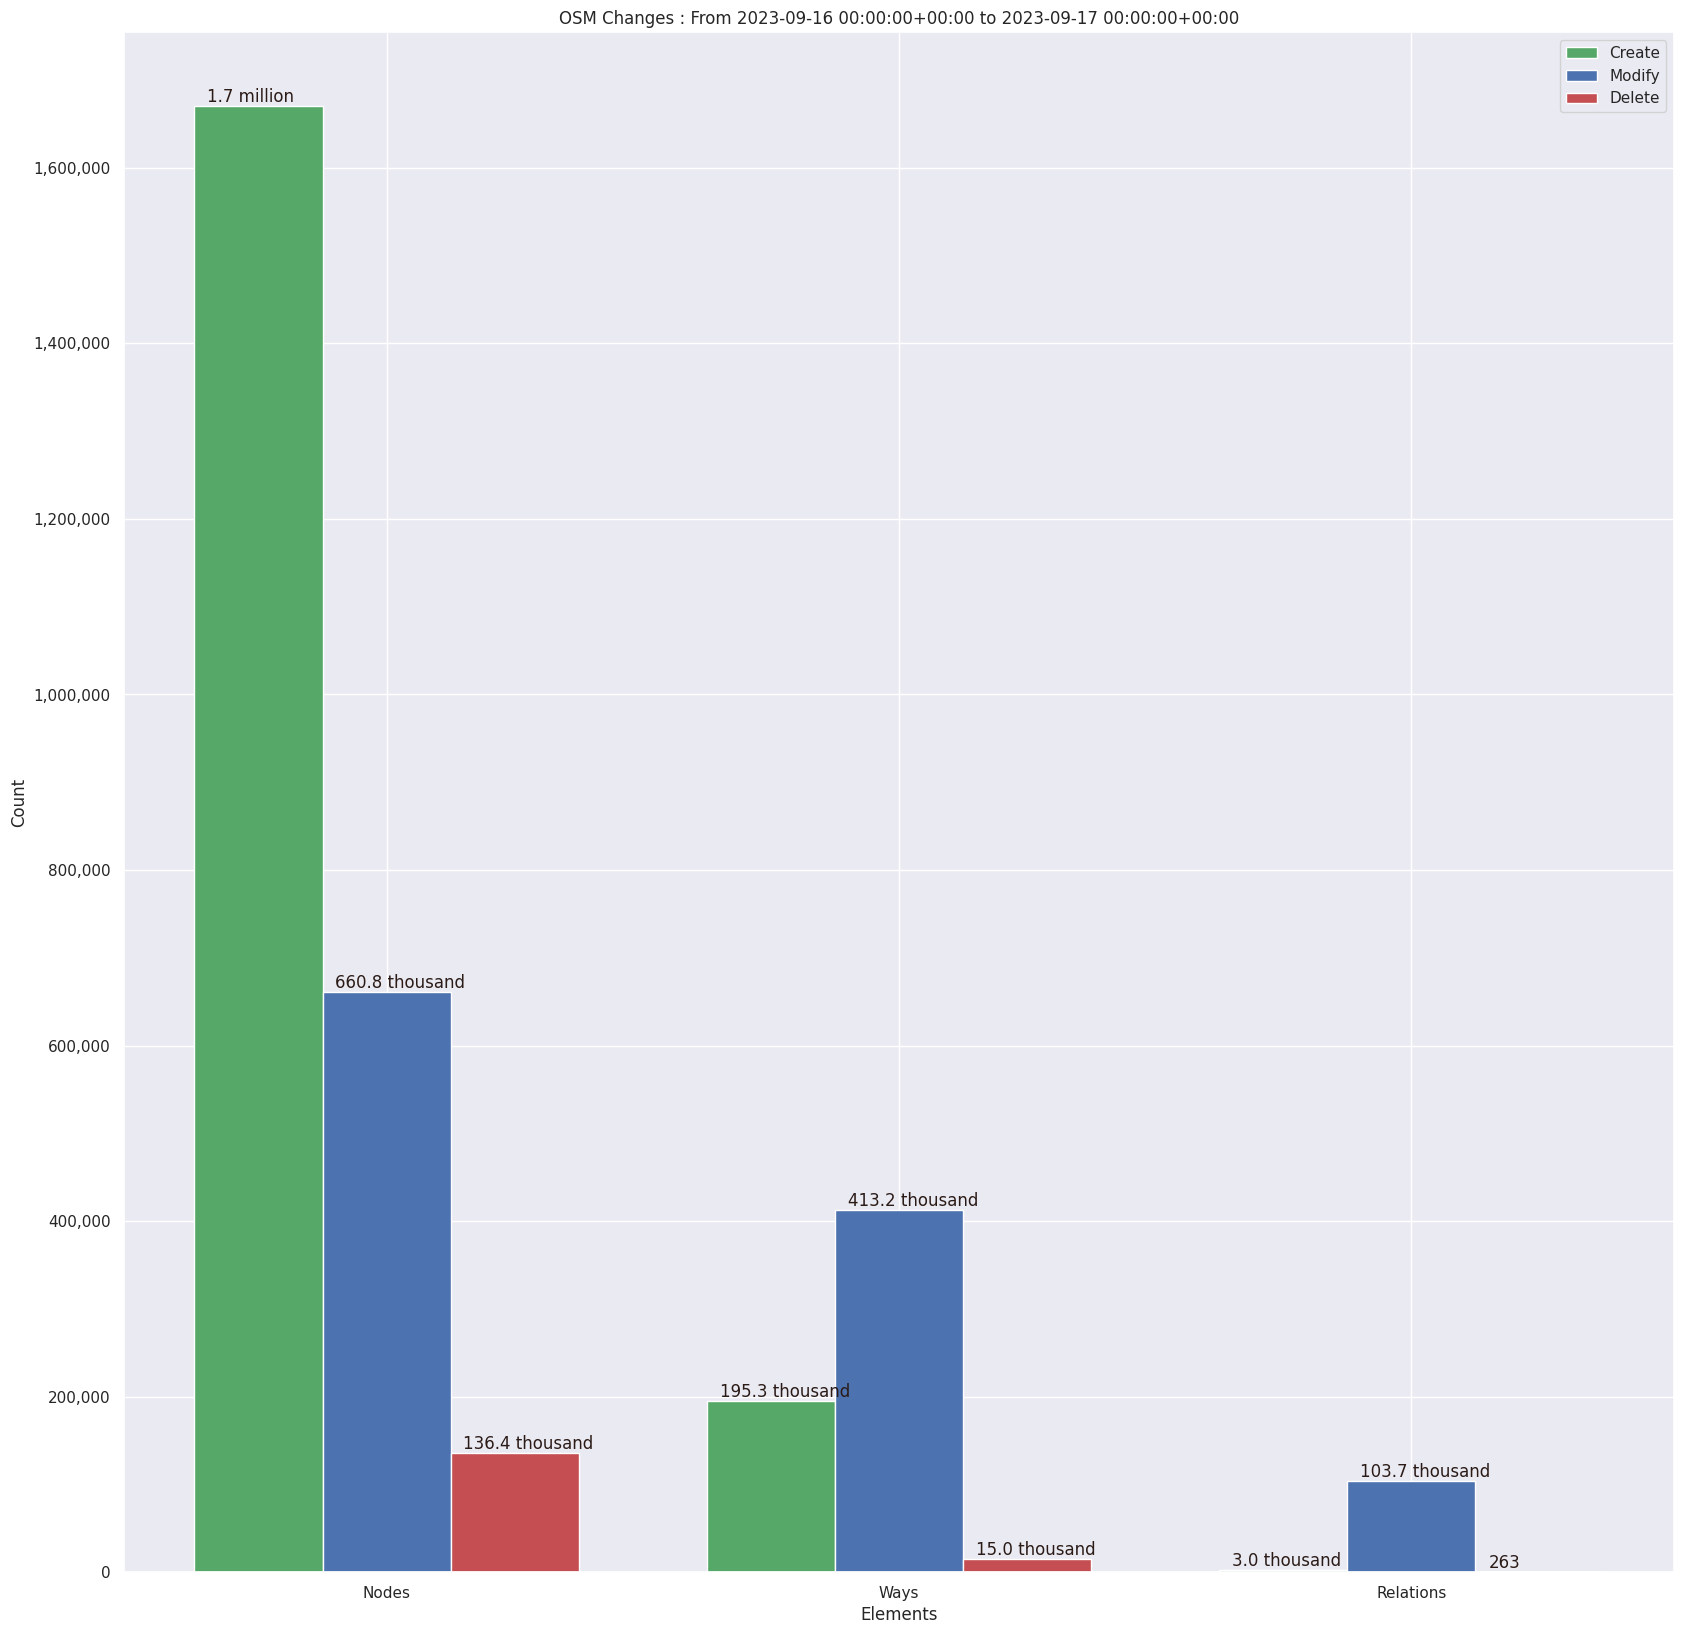 OSM Changes : From 2023-09-16 00:00:00+00:00 to 2023-09-17 00:00:00+00:00
Create
Modify
Delete
1.7 million
1,600,000
1,400,000
1,200,000
1,000,000
Count
800,000
660.8 thousand
600,000
413.2 thousand
400,000
195.3 thousand
200,000
136.4 thousand
103.7 thousand
15.0 thousand
3.0 thousand
263
0
Nodes
Ways
Relations
Elements